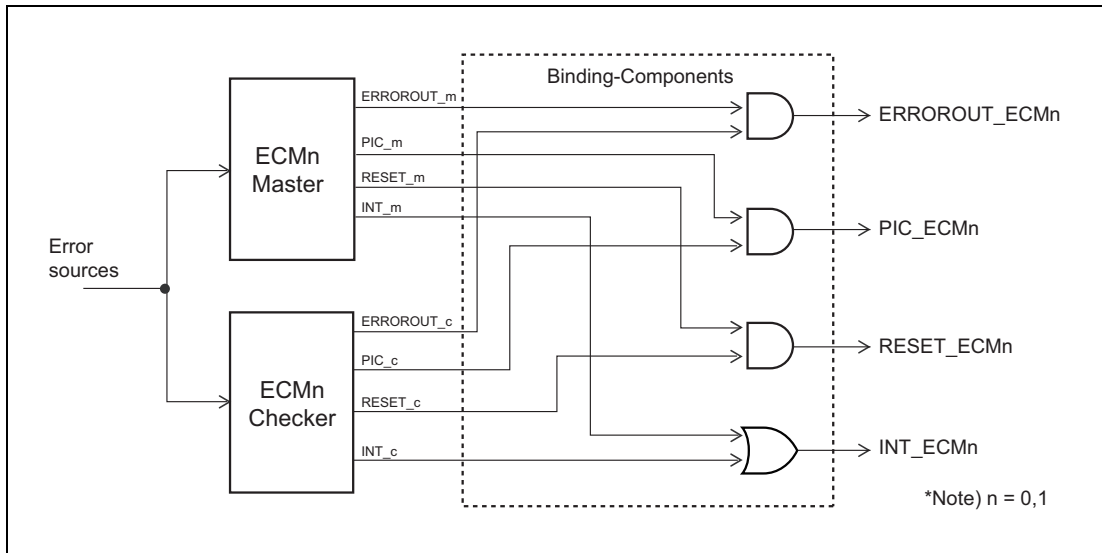 Binding-Components
ERROROUT_m
ERROROUT_ECMn
PIC_m
ECMn
Master
RESET_m
INT_m
PIC_ECMn
Error
sources
ERROROUT_c
RESET_ECMn
PIC_c
ECMn
Checker
RESET_c
INT_c
INT_ECMn
*Note) n = 0,1